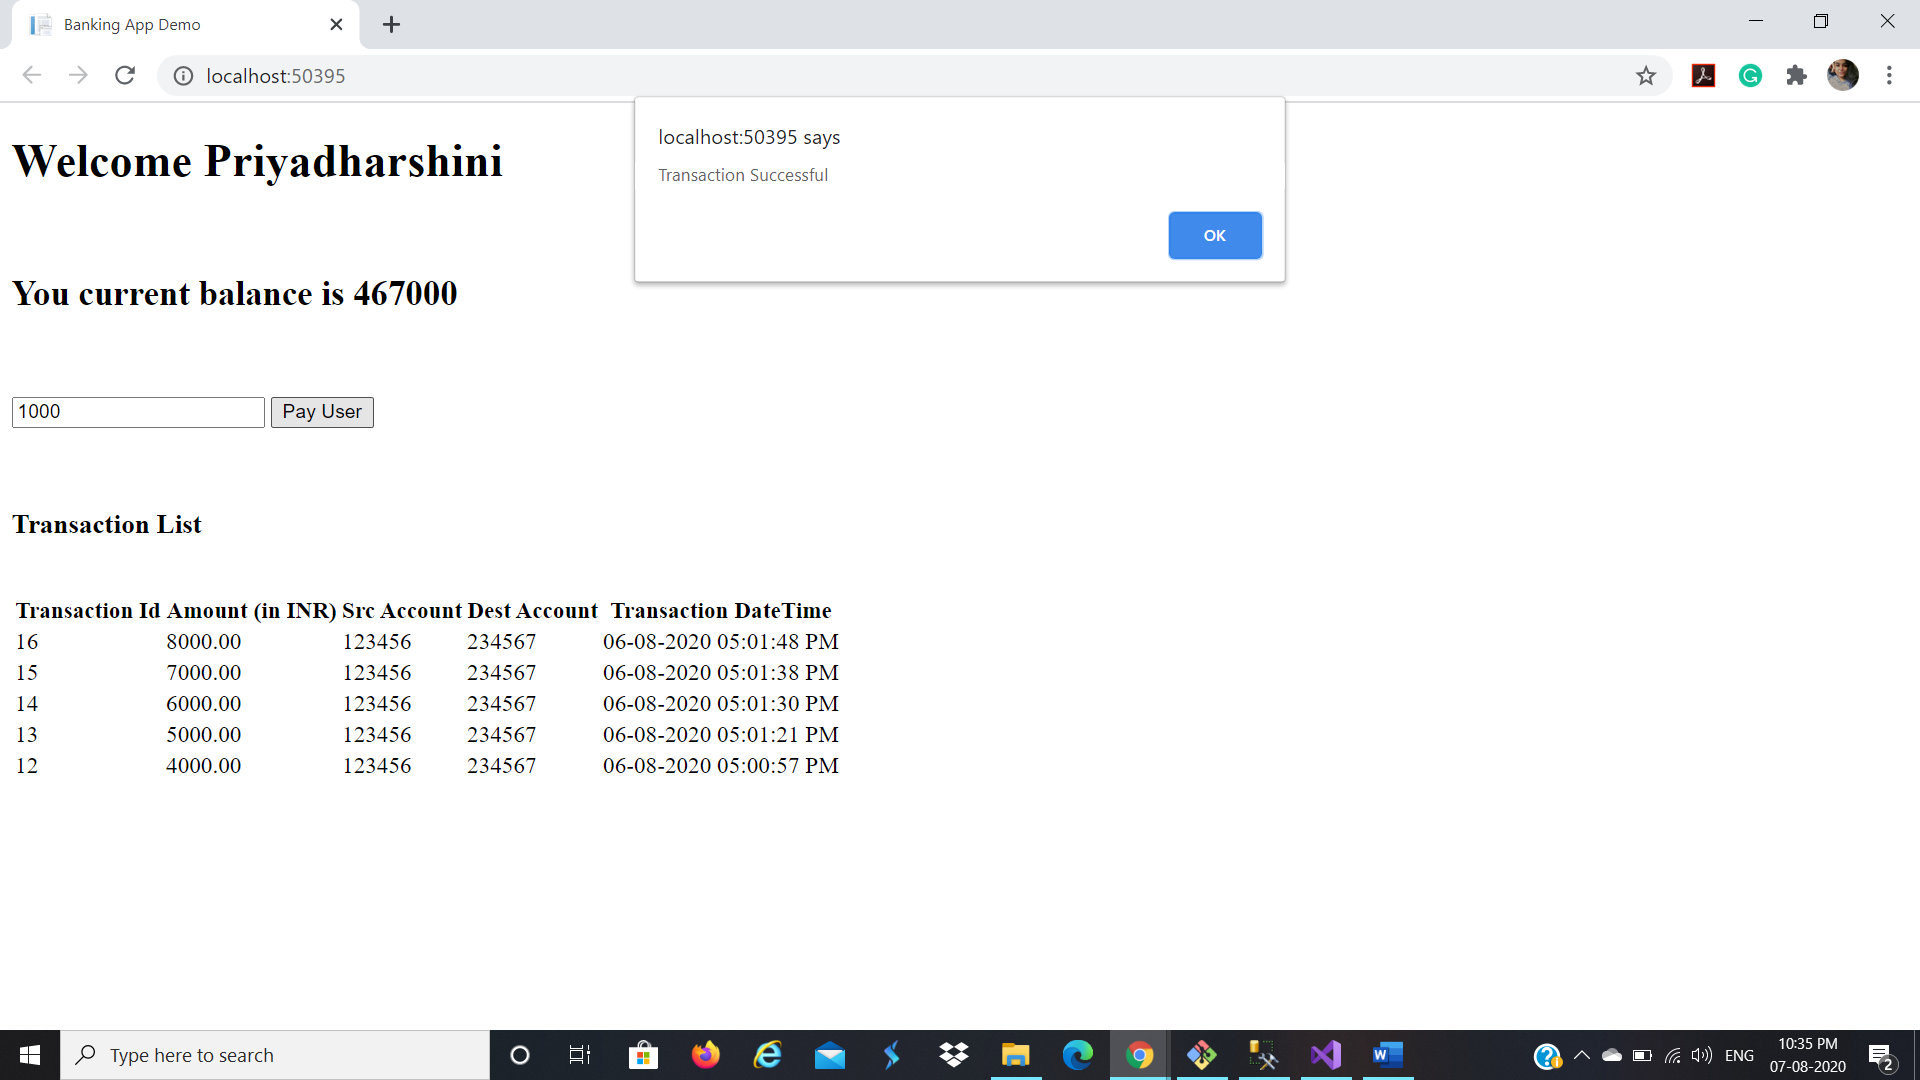 Banking App Demo
localhost:50395
localhost:50395 says
Transaction Successful
OK
Welcome Priyadharshini
You current balance is 467000
1000 Pay User
Transaction List
Transaction Id Amount (in INR) Src Account Dest Account Transaction DateTime
16 8000.00 123456 234567 06-08-2020 05:01:48 PM
15 7000.00 123456 234567 06-08-2020 05:01:38 PM
14 6000.00 123456 234567 06-08-2020 05:01:30 PM
13 5000.00 123456 234567 06-08-2020 05:01:21 PM
12 4000.00 123456 234567 06-08-2020 05:00:57 PM
Type here to search
ENG
10:35 PM
07-08-2020
2